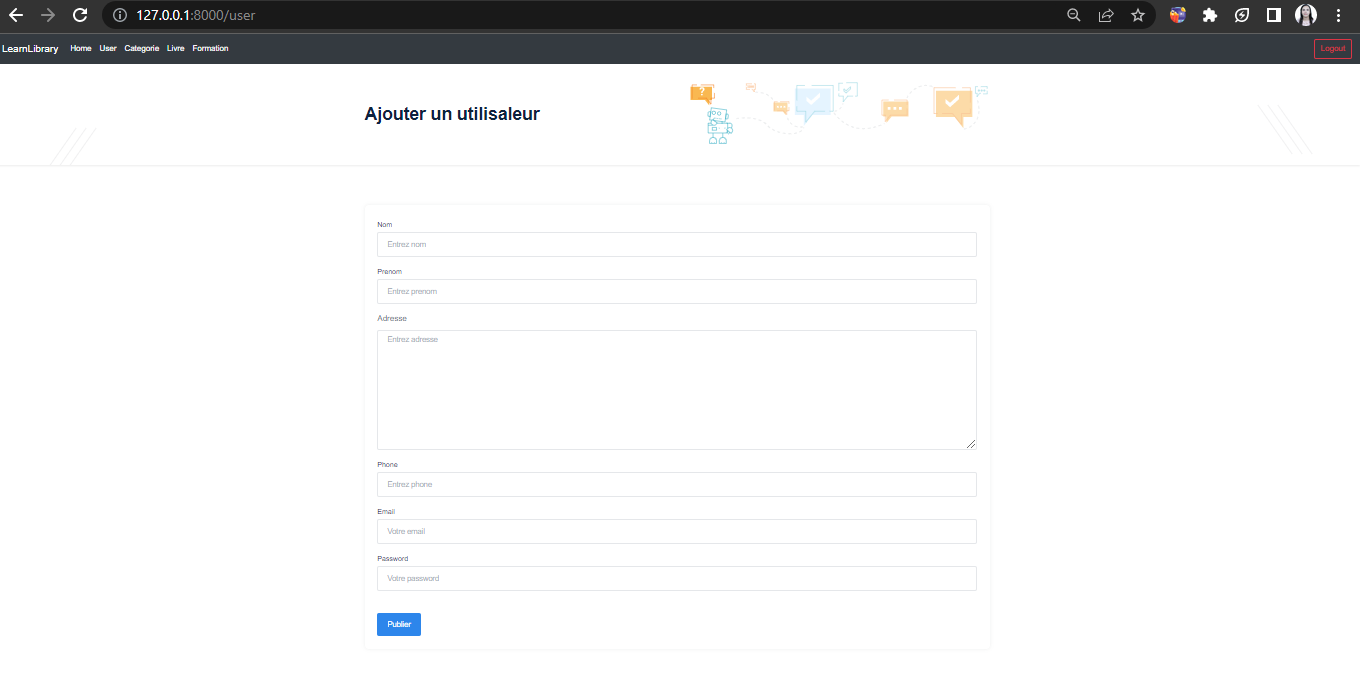 127.0.0.1:8000/user
LearnLibrary Home User Categorie Livre Formation Logout
Ajouter un utilisaleur
?
Nom
Entrez nom
Prenom
Entrez prenom
Adresse
Entrez adresse
Phone
Entrez phone
Email
Votre email
Password
Votre password
Publier